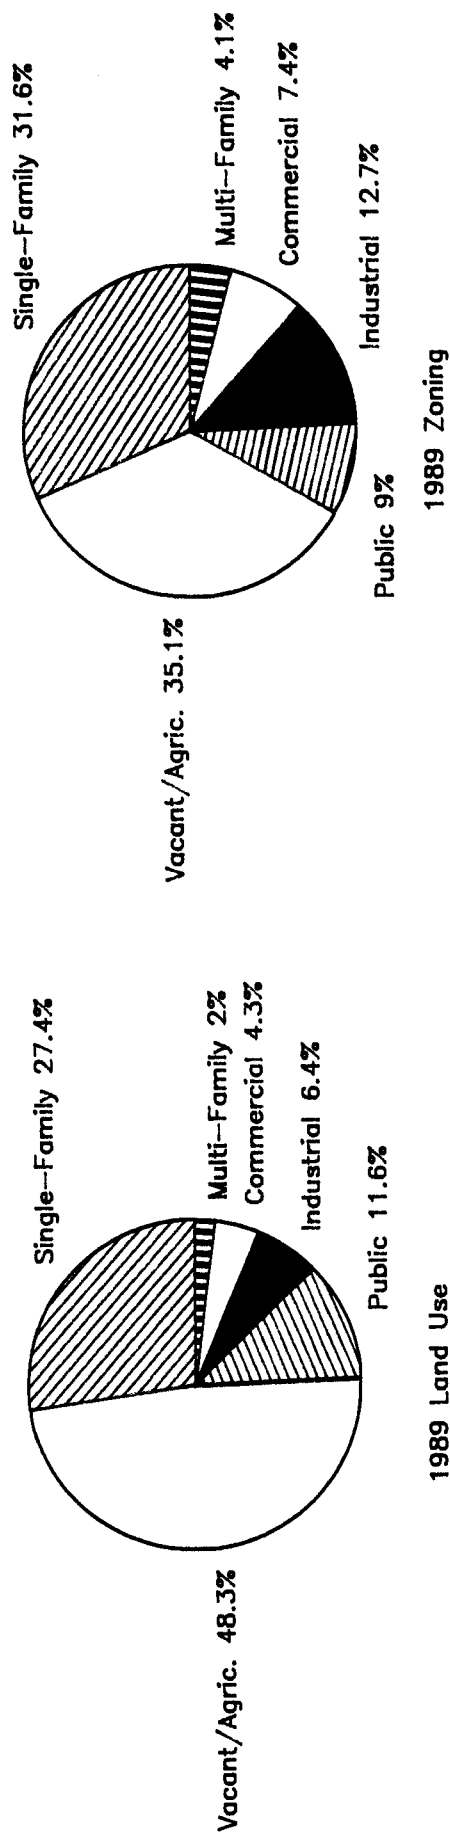 Single-Family 27.4%
Multi-Family 2%
Commercial 4.3%
Industrial 6.4%
Public 11.6%
Vacant/Agric. 48.3%
1989 Land Use
Single-Family 31.6%
Multi-Family 4.1%
Commercial 7.4%
Industrial 12.7%
Public 9%
Vacant/Agric. 35.1%
1989 Zoning